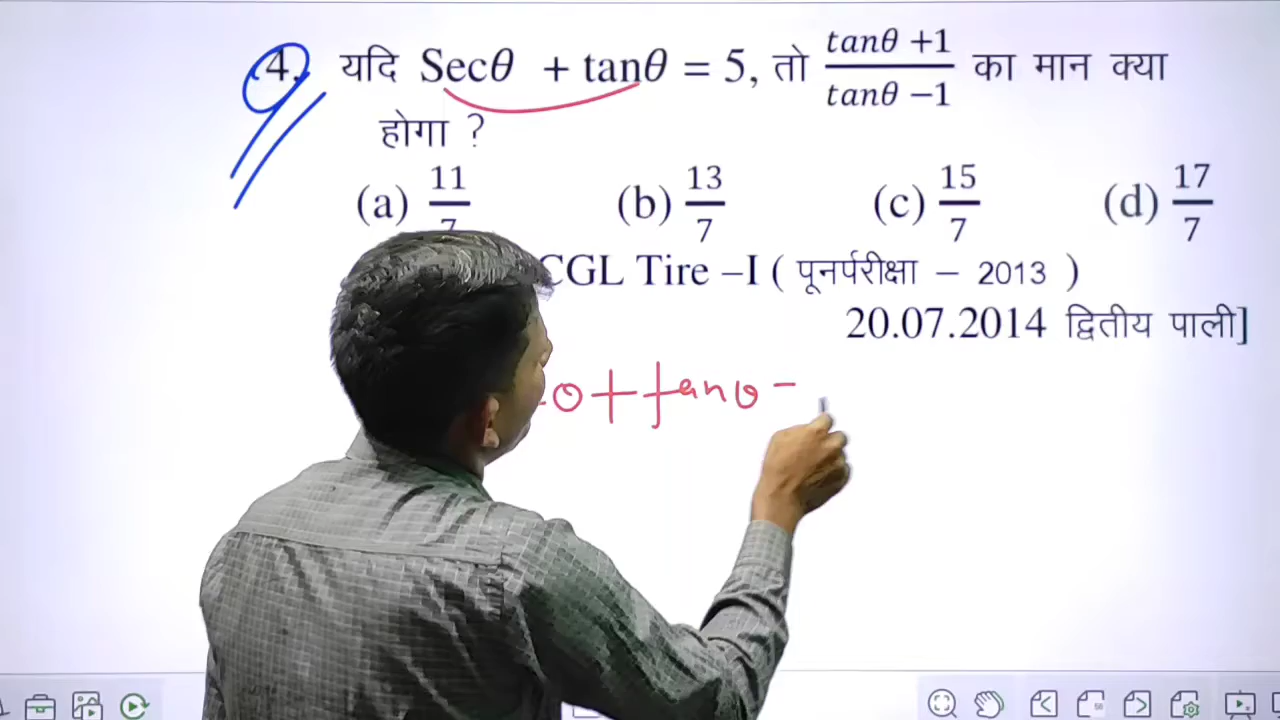 4. यदि Secθ + tanθ = 5, तो (tanθ +1)/(tanθ −1) का मान क्या
होगा ?
(a) 11/7 (b) 13/7 (c) 15/7 (d) 17/7
CGL Tire –I ( पूनर्परीक्षा – 2013 )
20.07.2014 द्वितीय पाली]
θ + tanθ =